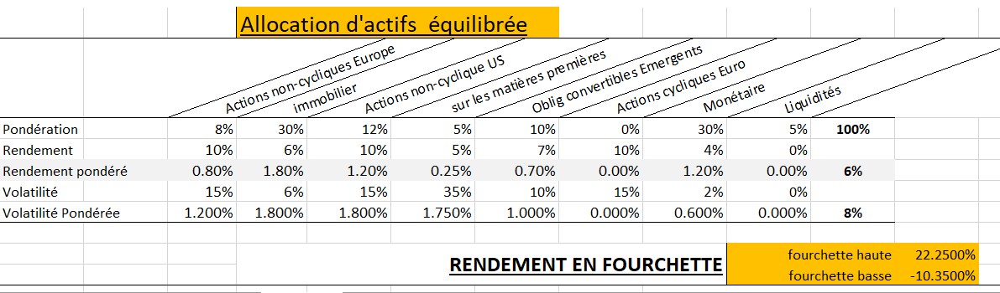 Allocation d'actifs équilibrée
Actions non-cycliques Europe
immobilier
Actions non-cyclique US
sur les matières premières
Oblig convertibles Emergents
Actions cycliques Euro
Monétaire
Liquidités
Pondération 8% 30% 12% 5% 10% 0% 30% 5% 100%
Rendement 10% 6% 10% 5% 7% 10% 4% 0%
Rendement pondéré 0.80% 1.80% 1.20% 0.25% 0.70% 0.00% 1.20% 0.00% 6%
Volatilité 15% 6% 15% 35% 10% 15% 2% 0%
Volatilité Pondérée 1.200% 1.800% 1.800% 1.750% 1.000% 0.000% 0.600% 0.000% 8%
RENDEMENT EN FOURCHETTE
fourchette haute 22.2500%
fourchette basse -10.3500%